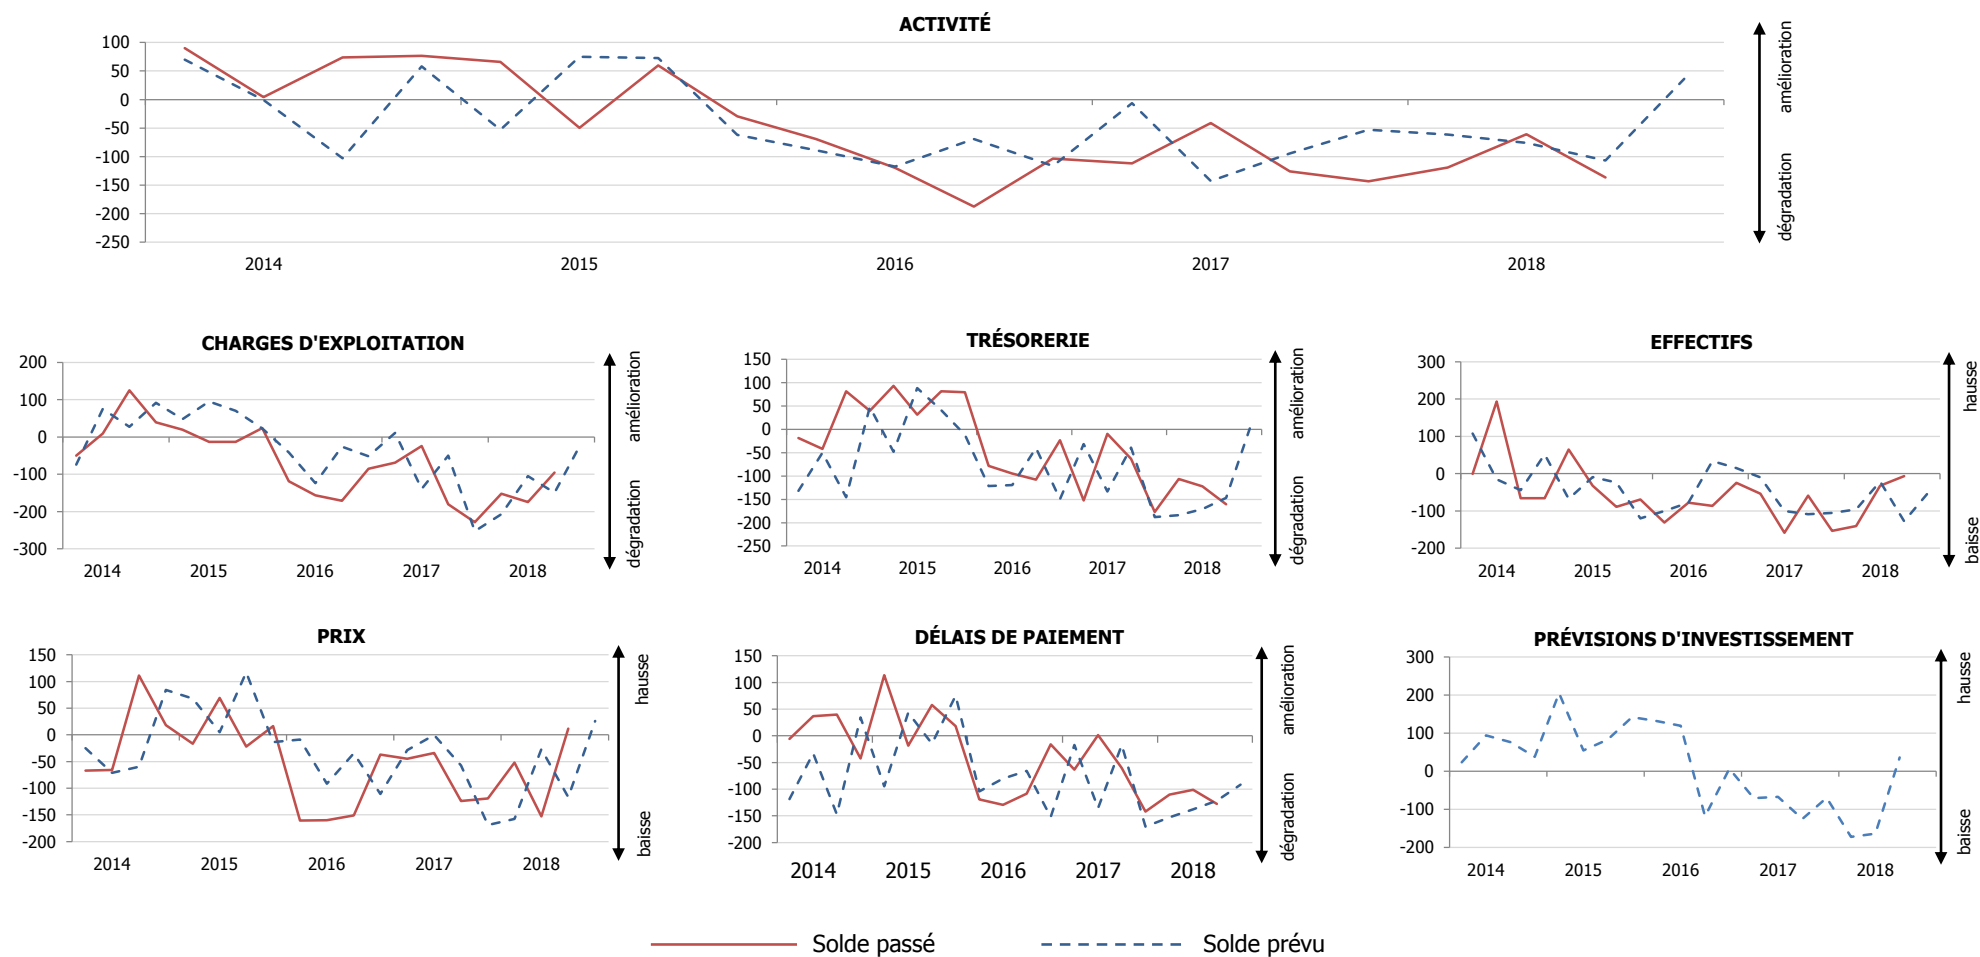 ACTIVITÉ
100
50
0
-50
-100
-150
-200
-250
2014 2015 2016 2017 2018
amélioration
dégradation
CHARGES D'EXPLOITATION
200
100
0
-100
-200
-300
2014 2015 2016 2017 2018
amélioration
dégradation
TRÉSORERIE
150
100
50
0
-50
-100
-150
-200
-250
2014 2015 2016 2017 2018
amélioration
dégradation
EFFECTIFS
300
200
100
0
-100
-200
2014 2015 2016 2017 2018
hausse
baisse
PRIX
150
100
50
0
-50
-100
-150
-200
2014 2015 2016 2017 2018
hausse
baisse
DÉLAIS DE PAIEMENT
150
100
50
0
-50
-100
-150
-200
2014 2015 2016 2017 2018
amélioration
dégradation
PRÉVISIONS D'INVESTISSEMENT
300
200
100
0
-100
-200
2014 2015 2016 2017 2018
hausse
baisse
Solde passé Solde prévu